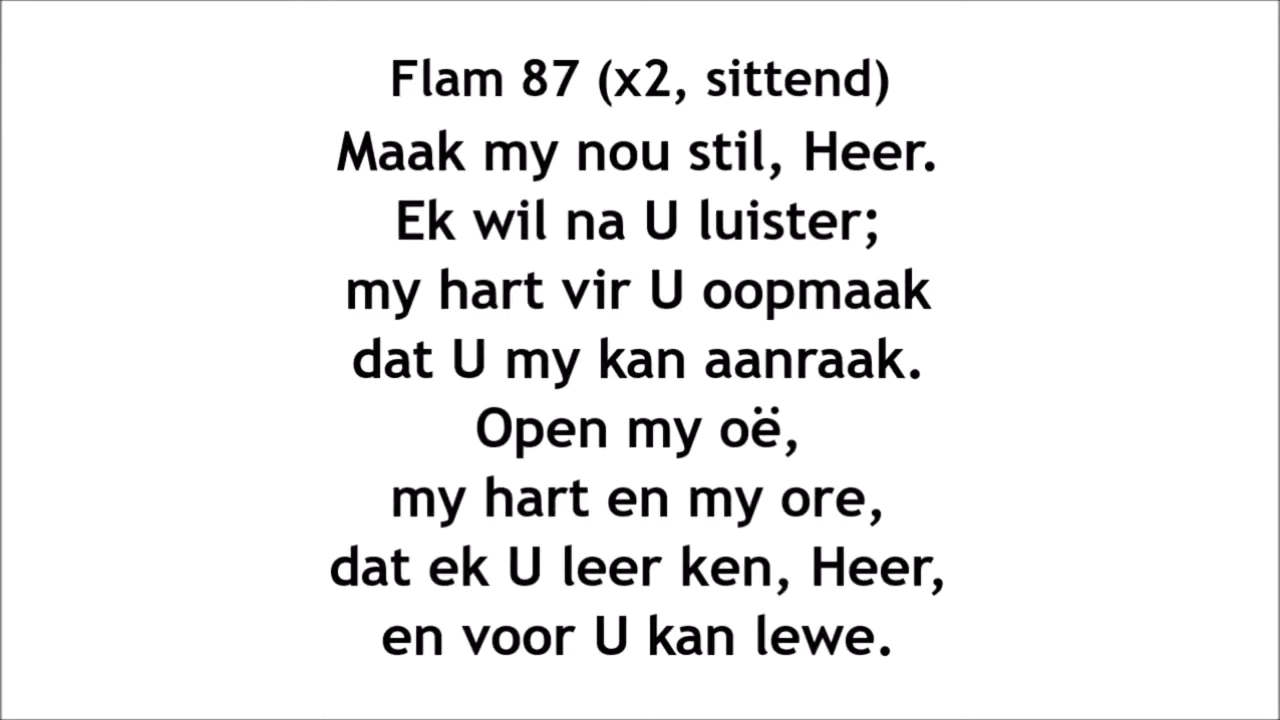 Flam 87 (x2, sittend)
Maak my nou stil, Heer.
Ek wil na U luister;
my hart vir U oopmaak
dat U my kan aanraak.
Open my oë,
my hart en my ore,
dat ek U leer ken, Heer,
en voor U kan lewe.